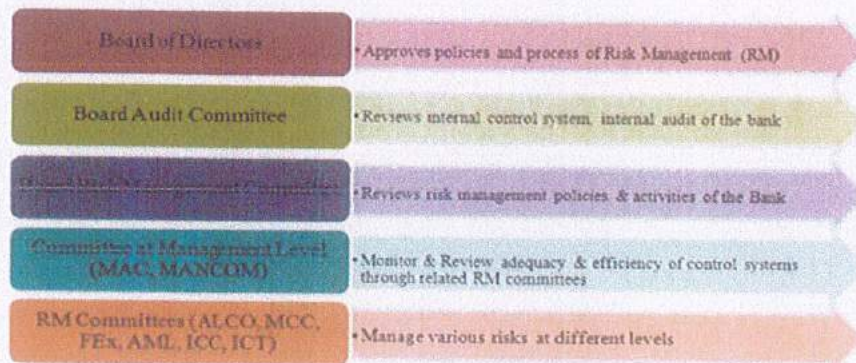 Board of Directors
• Approves policies and process of Risk Management (RM)
Board Audit Committee
• Reviews internal control system, internal audit of the bank
Management Committee
• Reviews risk management policies & activities of the Bank
Committee at Management Level
(MAC, MANCOM)
• Monitor & Review adequacy & efficiency of control systems
through related RM committees
RM Committees (ALCO, MCC,
FEx, AML, ICC, ICT)
• Manage various risks at different levels